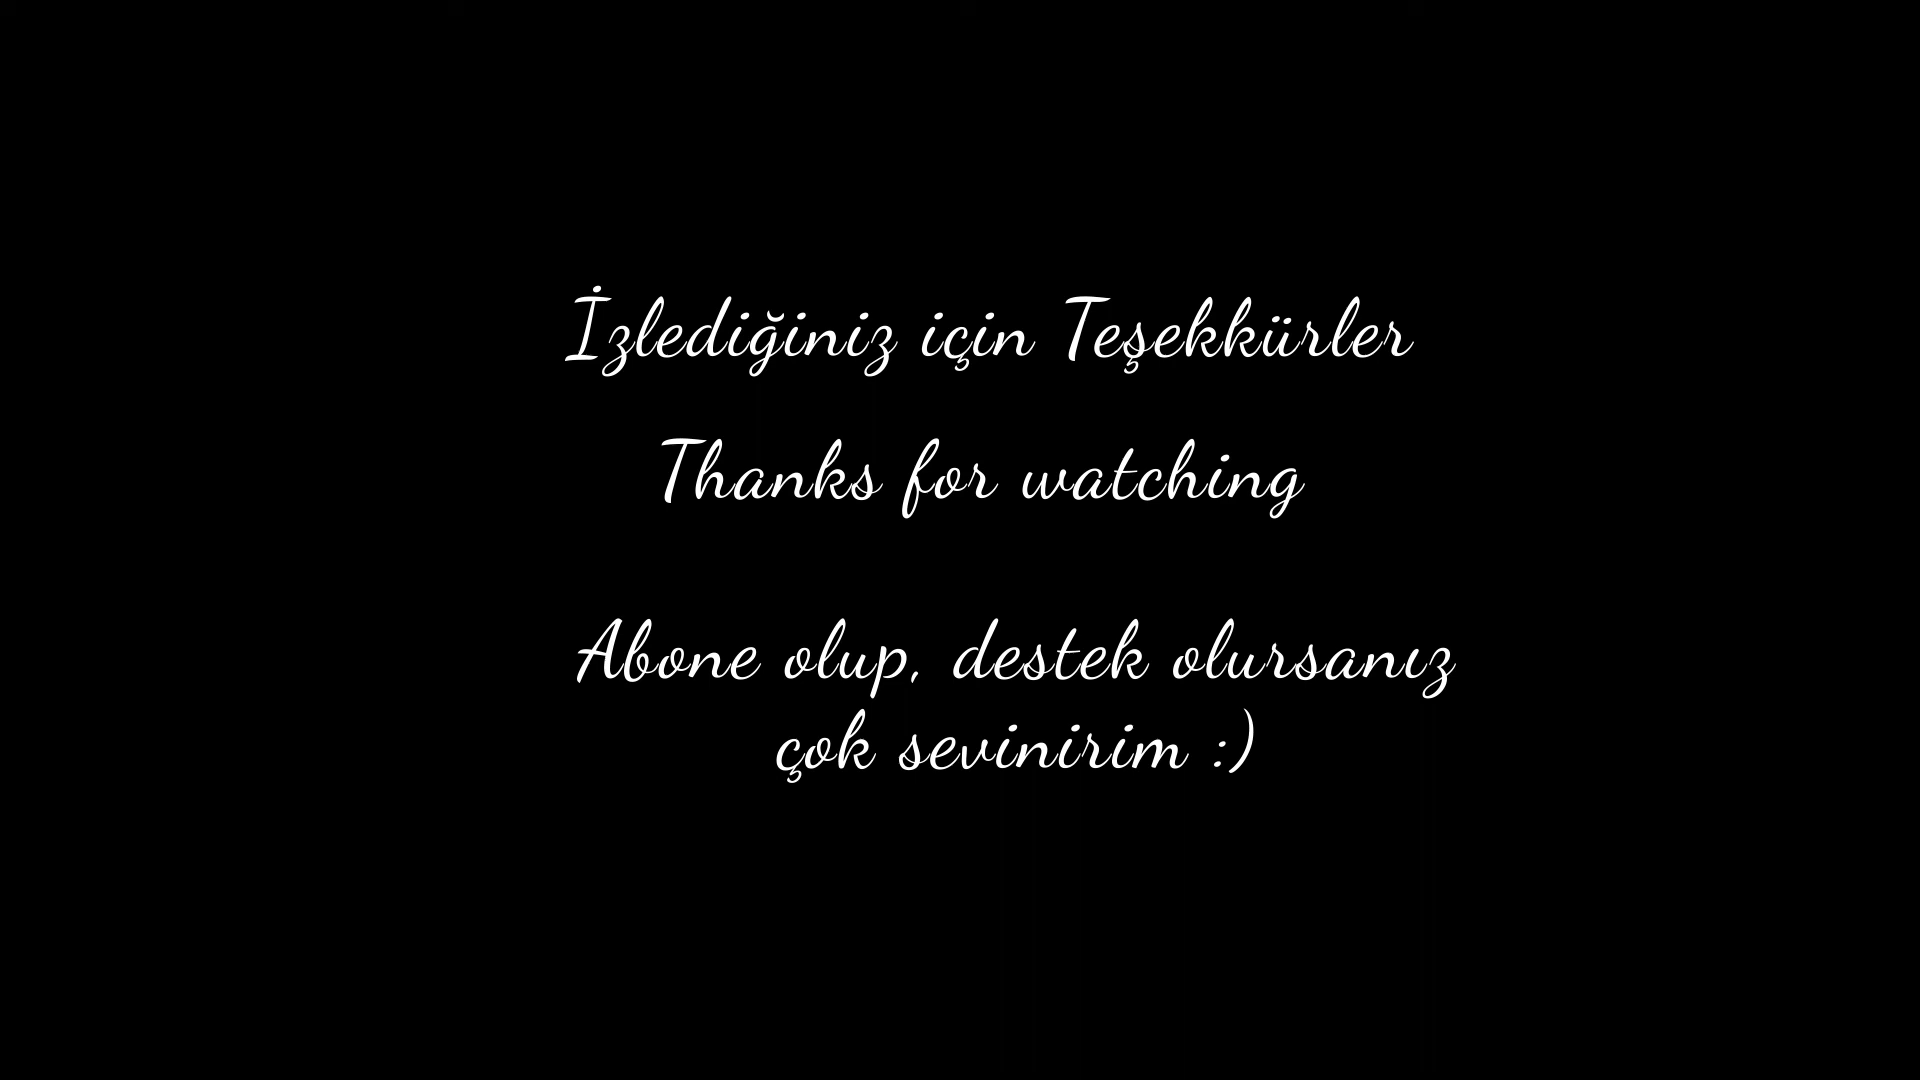 İzlediğiniz için Teşekkürler
Thanks for watching
Abone olup, destek olursanız
çok sevinirim :)